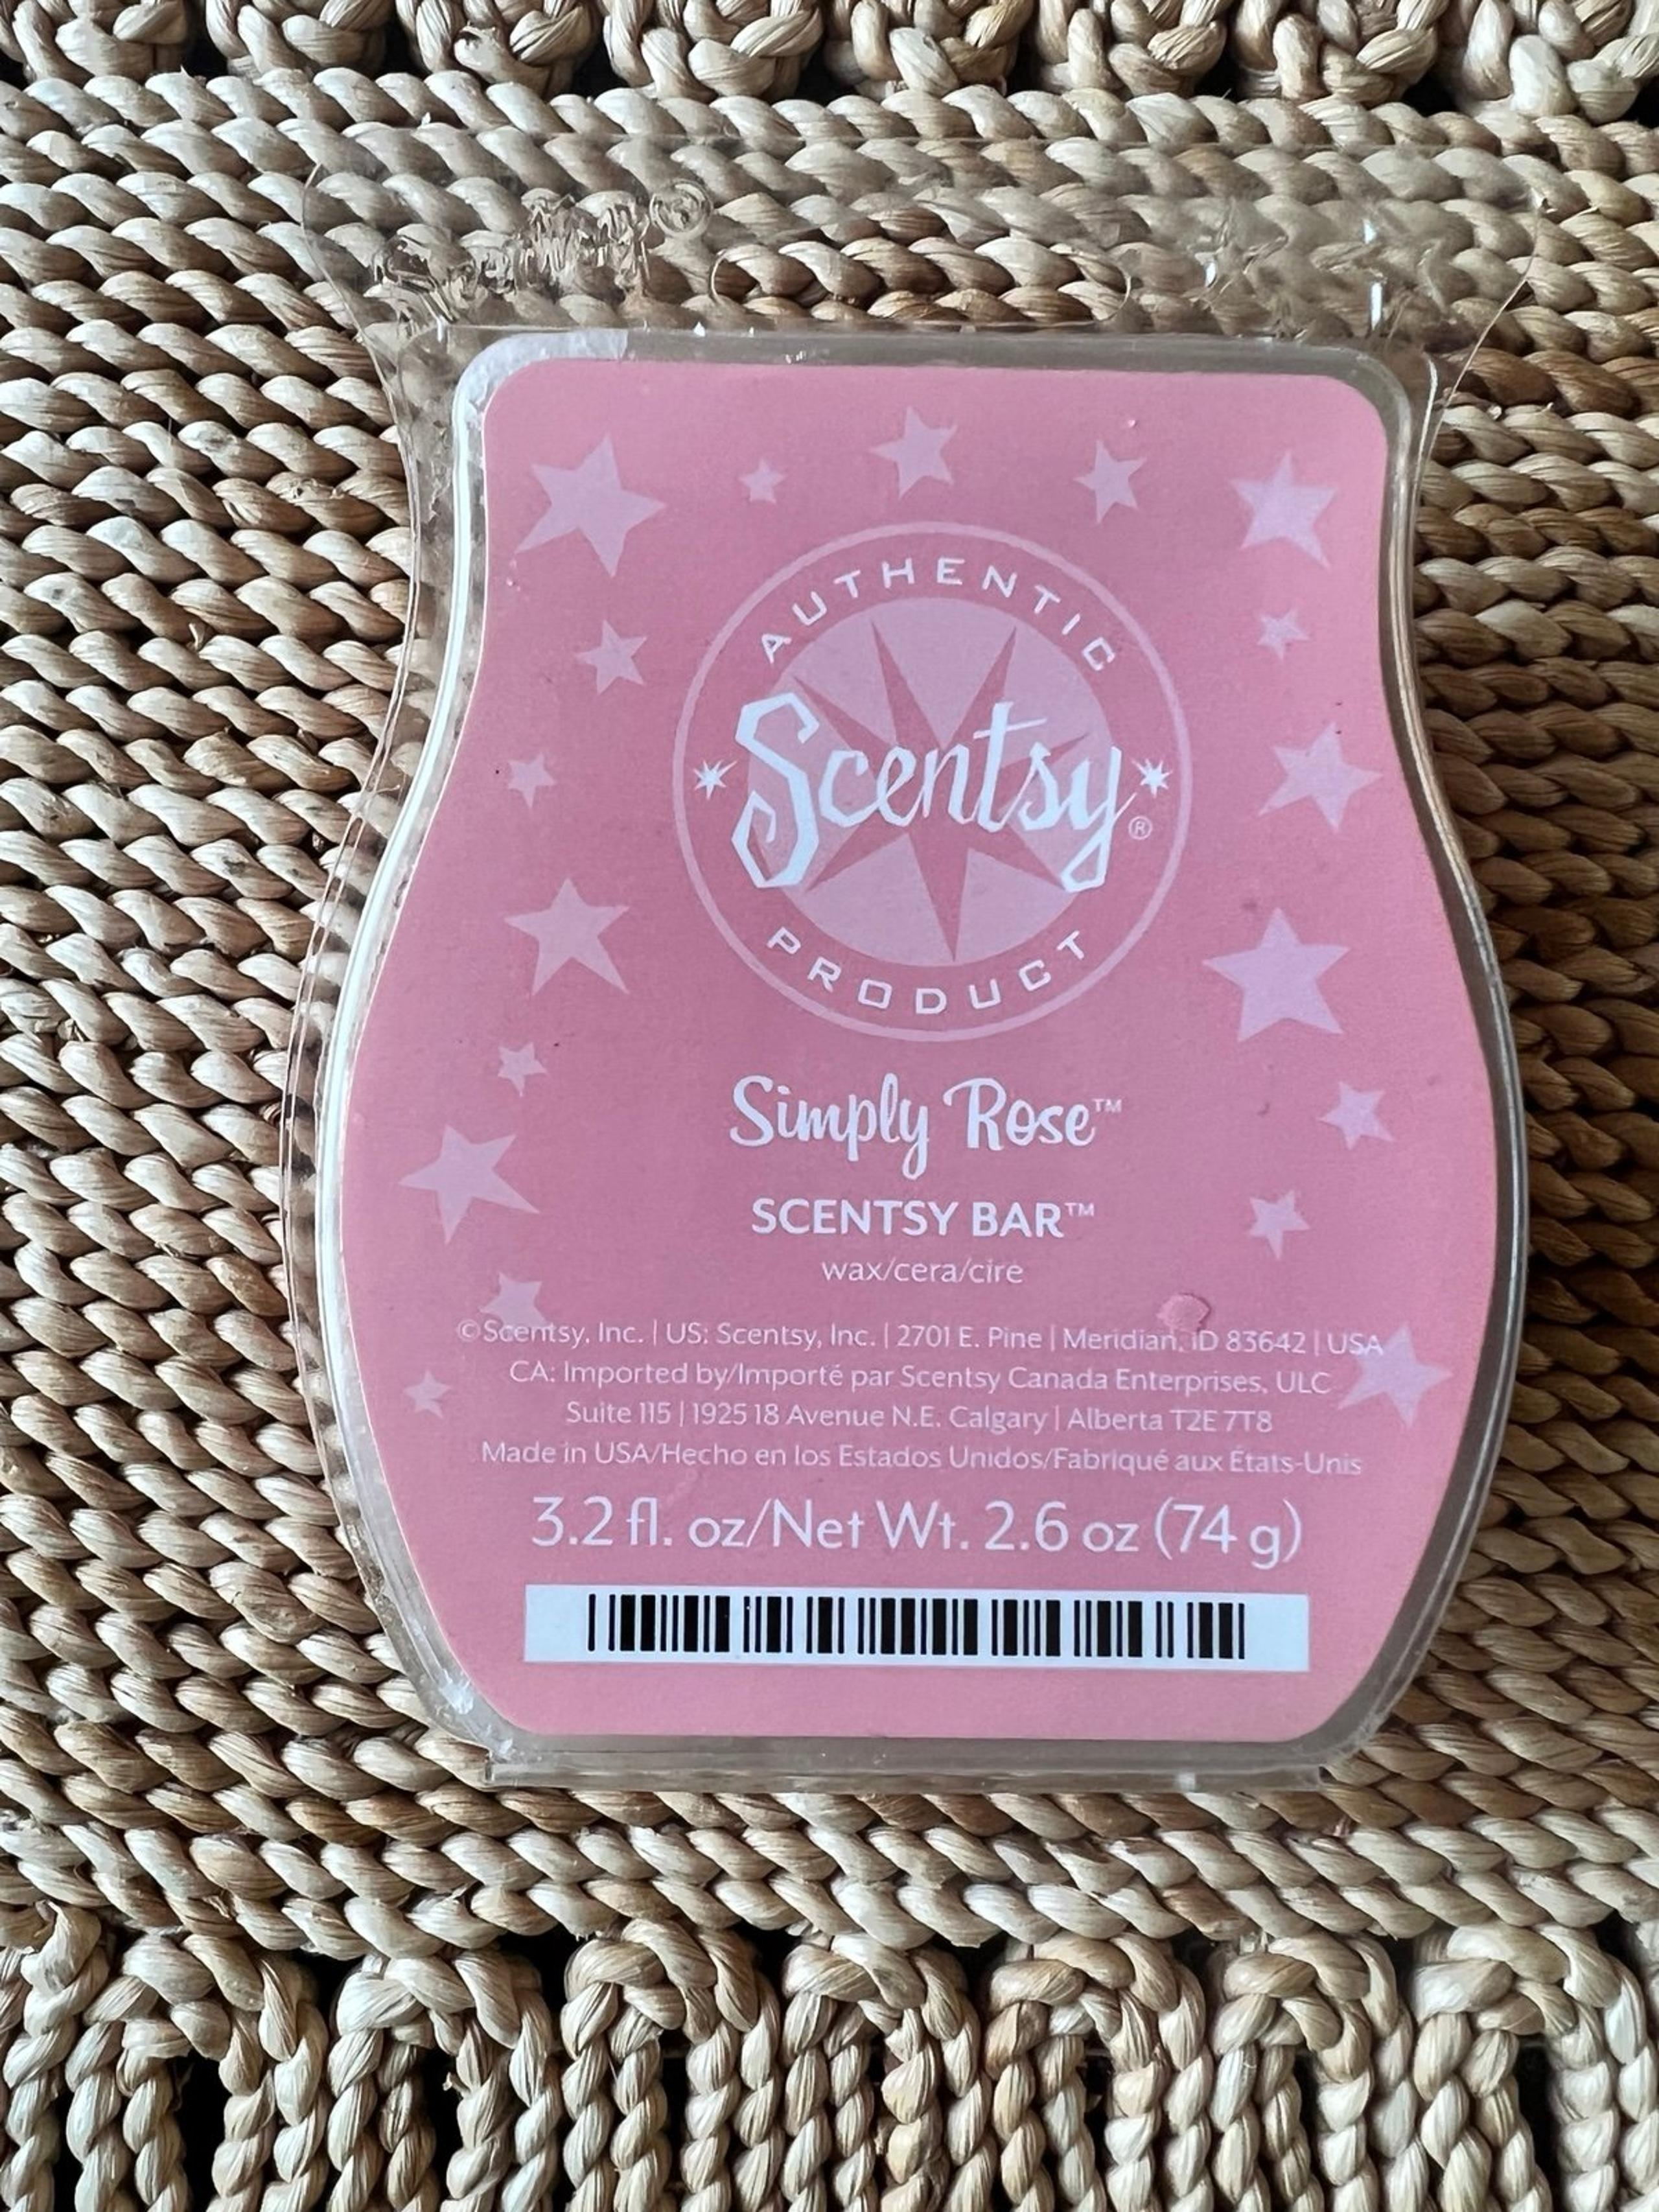 AUTHENTIC
Scentsy®
PRODUCT
Simply Rose™
SCENTSY BAR™
wax/cera/cire
©Scentsy, Inc. | US: Scentsy, Inc. | 2701 E. Pine | Meridian, ID 83642 | USA
CA: Imported by/Importé par Scentsy Canada Enterprises, ULC
Suite 115 | 1925 18 Avenue N.E. Calgary | Alberta T2E 7T8
Made in USA/Hecho en los Estados Unidos/Fabriqué aux États-Unis
3.2 fl. oz/Net Wt. 2.6 oz (74 g)